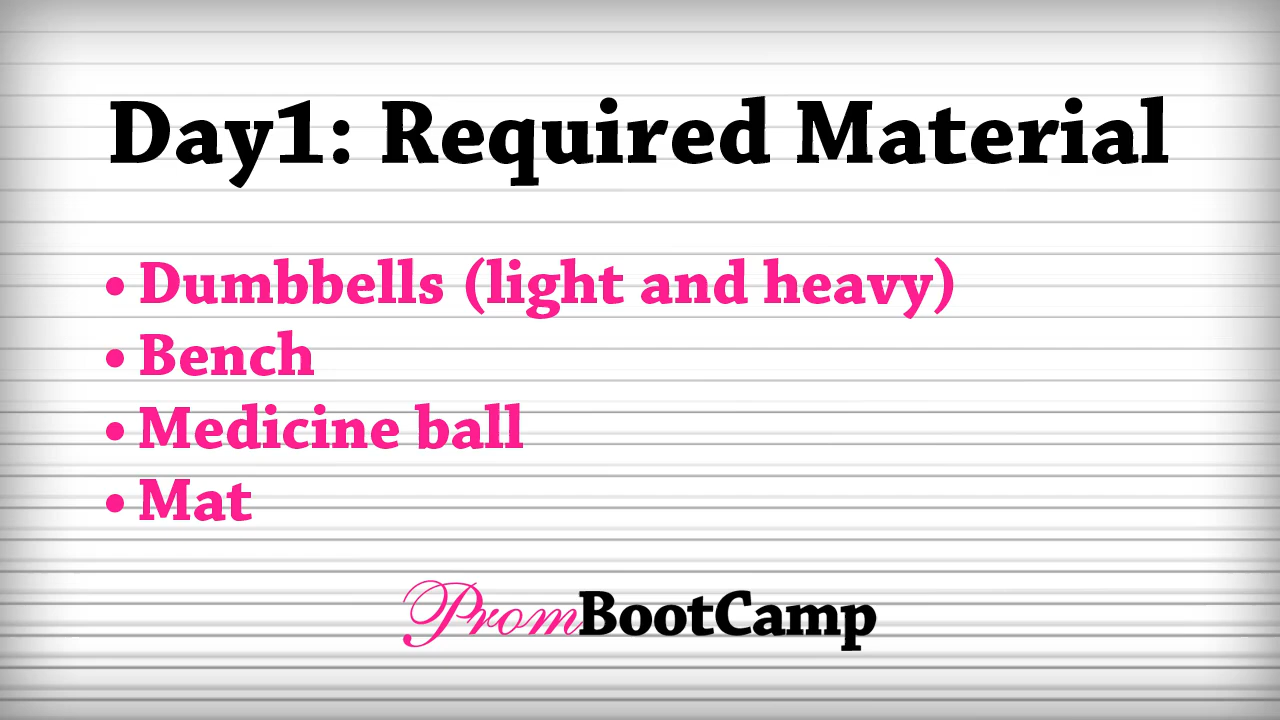 Day1: Required Material
• Dumbbells (light and heavy)
• Bench
• Medicine ball
• Mat
PromBootCamp